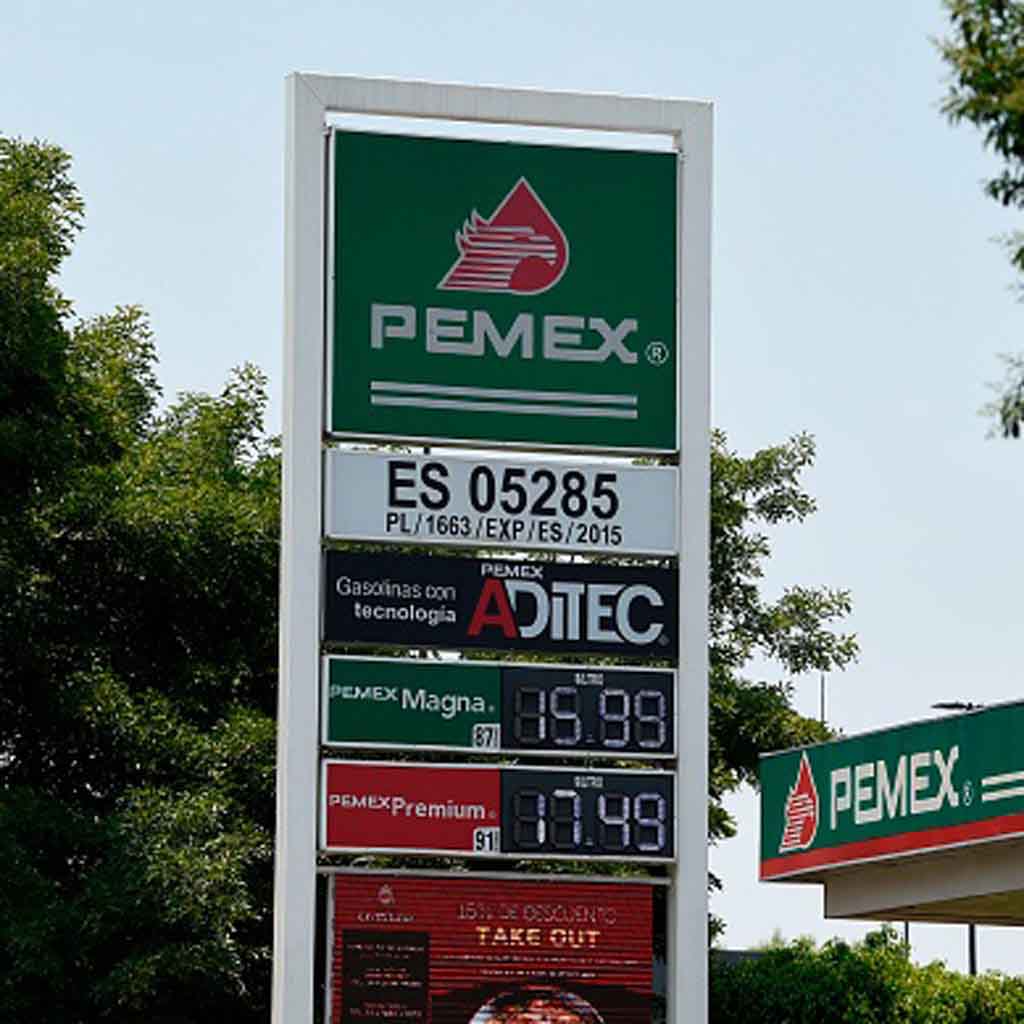 PEMEX®
ES 05285
PL/1663/EXP/ES/2015
PEMEX
Gasolinas con
tecnología
ADiTEC®
PEMEX Magna®
87
15.99
PEMEX Premium®
91
17.49
15% DE DESCUENTO
TAKE OUT
PEMEX®